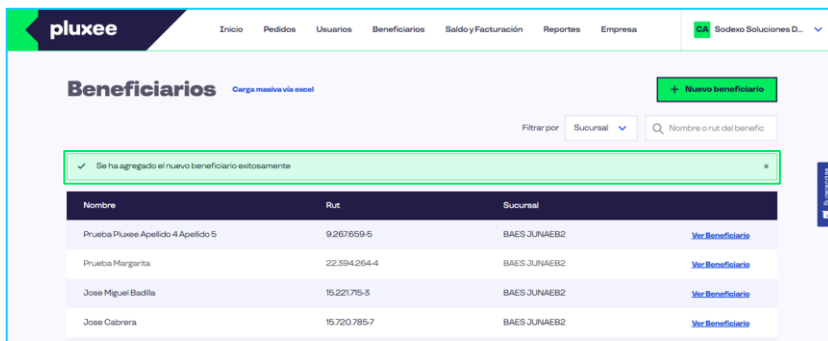 pluxee Inicio Pedidos Usuarios Beneficiarios Saldo y Facturación Reportes Empresa CA Sodexo Soluciones D...
Beneficiarios Carga masiva vía excel + Nuevo beneficiario
Filtrar por Sucursal Nombre o rut del benefic
Se ha agregado el nuevo beneficiario exitosamente ×
Nombre Rut Sucursal
Prueba Pluxee Apellido 4 Apellido 5 9.267.659-5 BAES JUNAEB2 Ver Beneficiario
Prueba Margarita 22.394.264-4 BAES JUNAEB2 Ver Beneficiario
Jose Miguel Badilla 15.221.715-3 BAES JUNAEB2 Ver Beneficiario
Jose Cabrera 15.720.785-7 BAES JUNAEB2 Ver Beneficiario